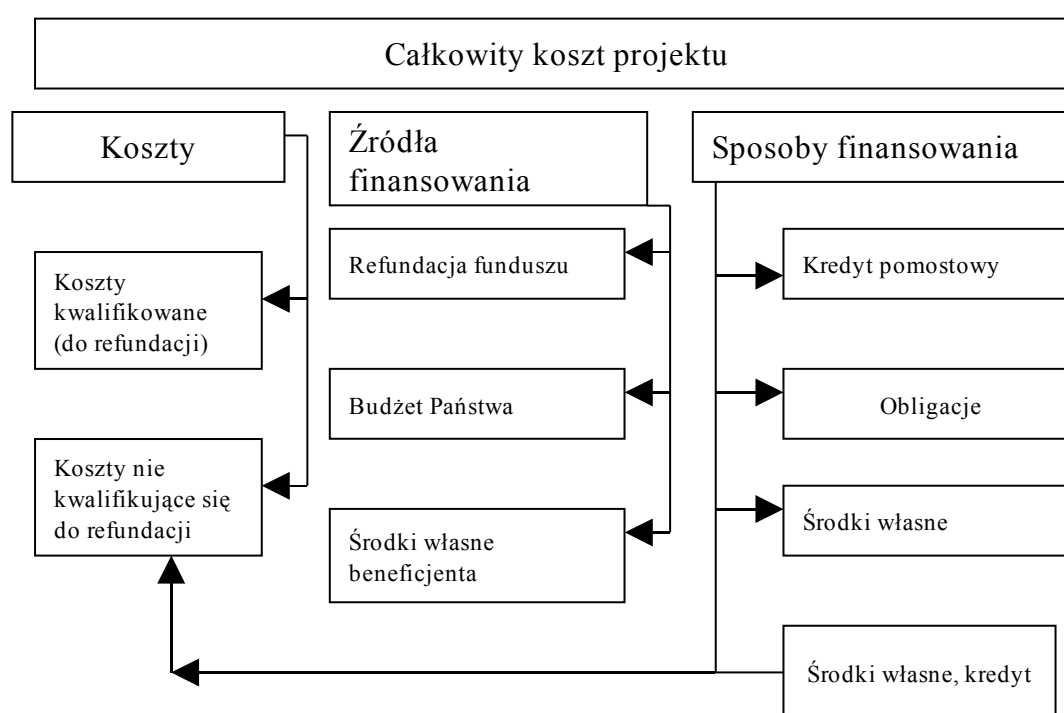 Całkowity koszt projektu
Koszty
Źródła
finansowania
Sposoby finansowania
Koszty
kwalifikowane
(do refundacji)
Koszty nie
kwalifikujące się
do refundacji
Refundacja funduszu
Budżet Państwa
Środki własne
beneficjenta
Kredyt pomostowy
Obligacje
Środki własne
Środki własne, kredyt